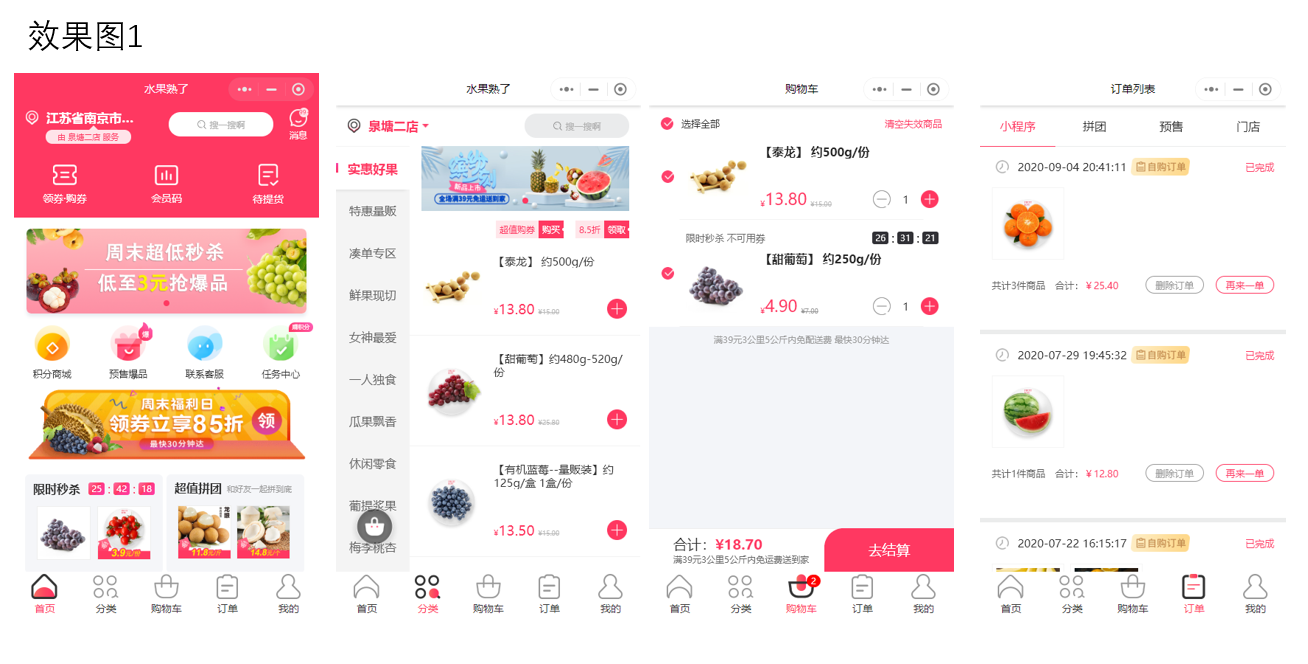 效果图1
水果熟了
江苏省南京市...
由 泉塘二店 服务
搜一搜啊
消息
领券·购券
会员码
待提货
周末超低秒杀
低至3元抢爆品
积分商城
爆
预售爆品
联系客服
赚积分
任务中心
周末福利日
领券立享85折
领
最快30分钟达
限时秒杀 25 : 42 : 18
超值拼团 和好友一起拼到底
3.9元/斤
龙眼
11.8元/斤
14.8元/斤
首页
分类
购物车
订单
我的
水果熟了
泉塘二店
搜一搜啊
实惠好果
特惠量贩
凑单专区
鲜果现切
女神最爱
一人独食
瓜果飘香
休闲零食
葡提浆果
梅李桃杏
缤纷
新品上市
全场满39元免运送到家
超值购券 购买
8.5折 领取
【泰龙】 约500g/份
¥13.80 ¥15.00
【甜葡萄】约480g-520g/
份
¥13.80 ¥25.80
【有机蓝莓--量贩装】约
125g/盒 1盒/份
¥13.50 ¥15.00
首页
分类
购物车
订单
我的
购物车
选择全部
清空失效商品
【泰龙】 约500g/份
¥13.80 ¥15.00
1
限时秒杀 不可用券
26 : 31 : 21
【甜葡萄】 约250g/份
¥4.90 ¥7.00
1
满39元3公里5公斤内免配送费 最快30分钟达
合计：¥18.70
满39元3公里5公斤内免运费送到家
去结算
首页
分类
2
购物车
订单
我的
订单列表
小程序
拼团
预售
门店
2020-09-04 20:41:11 自购订单 已完成
共计3件商品 合计：¥25.40
删除订单
再来一单
2020-07-29 19:45:32 自购订单 已完成
共计1件商品 合计：¥12.80
删除订单
再来一单
2020-07-22 16:15:17 自购订单 已完成
首页
分类
购物车
订单
我的